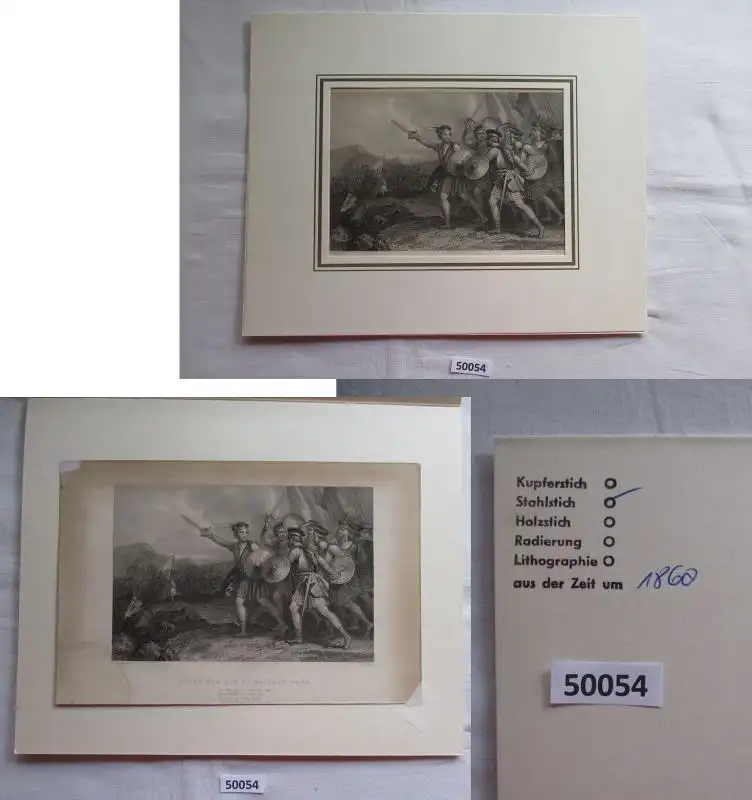 50054
50054
Kupferstich O
Stahlstich O
Holzstich O
Radierung O
Lithographie O
aus der Zeit um 1860
50054